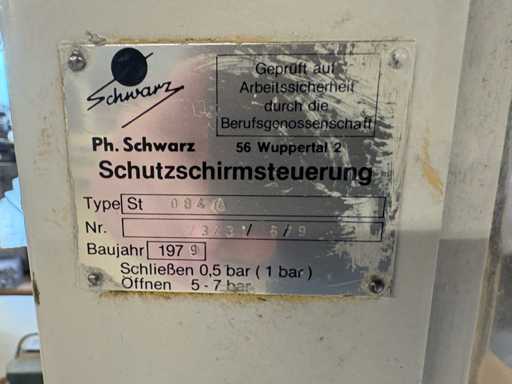 Schwarz
Geprüft auf
Arbeitssicherheit
durch die
Berufsgenossenschaft
Ph. Schwarz 56 Wuppertal 2
Schutzschirmsteuerung
Type St
Nr.
Baujahr 1979
Schließen 0,5 bar ( 1 bar )
Öffnen 5 - 7 bar